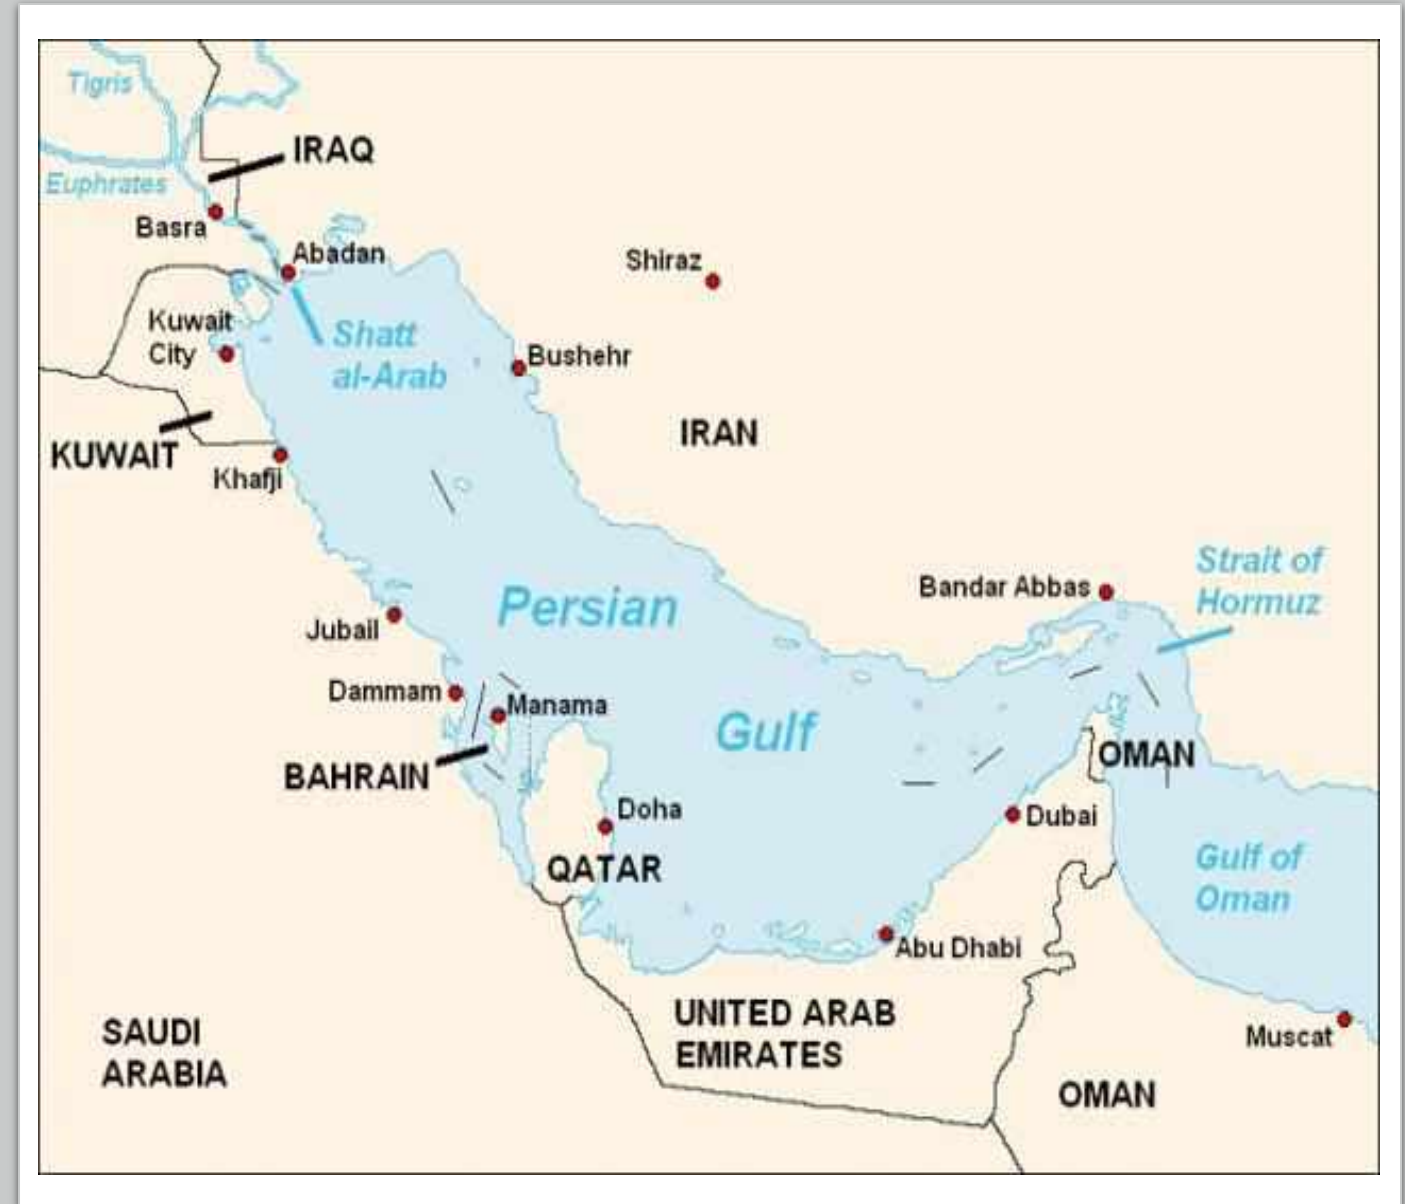 Tigris
IRAQ
Euphrates
Basra
Abadan
Shiraz
Kuwait
City
Shatt
al-Arab
Bushehr
IRAN
KUWAIT
Khafji
Strait of
Hormuz
Bandar Abbas
Persian
Jubail
Dammam
Manama
Gulf
OMAN
BAHRAIN
Doha
Dubai
QATAR
Gulf of
Oman
Abu Dhabi
UNITED ARAB
EMIRATES
SAUDI
ARABIA
Muscat
OMAN